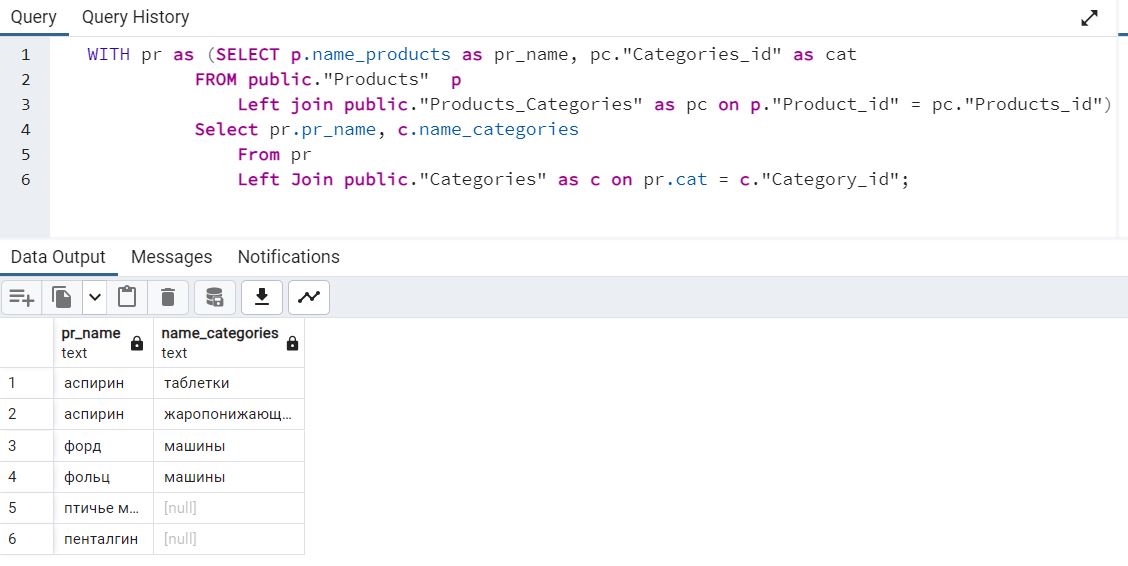 Query Query History
1 WITH pr as (SELECT p.name_products as pr_name, pc."Categories_id" as cat
2 FROM public."Products" p
3 Left join public."Products_Categories" as pc on p."Product_id" = pc."Products_id")
4 Select pr.pr_name, c.name_categories
5 From pr
6 Left Join public."Categories" as c on pr.cat = c."Category_id";
Data Output Messages Notifications
pr_name name_categories
text text
1 аспирин таблетки
2 аспирин жаропонижающ...
3 форд машины
4 фольц машины
5 птичье м... [null]
6 пенталгин [null]